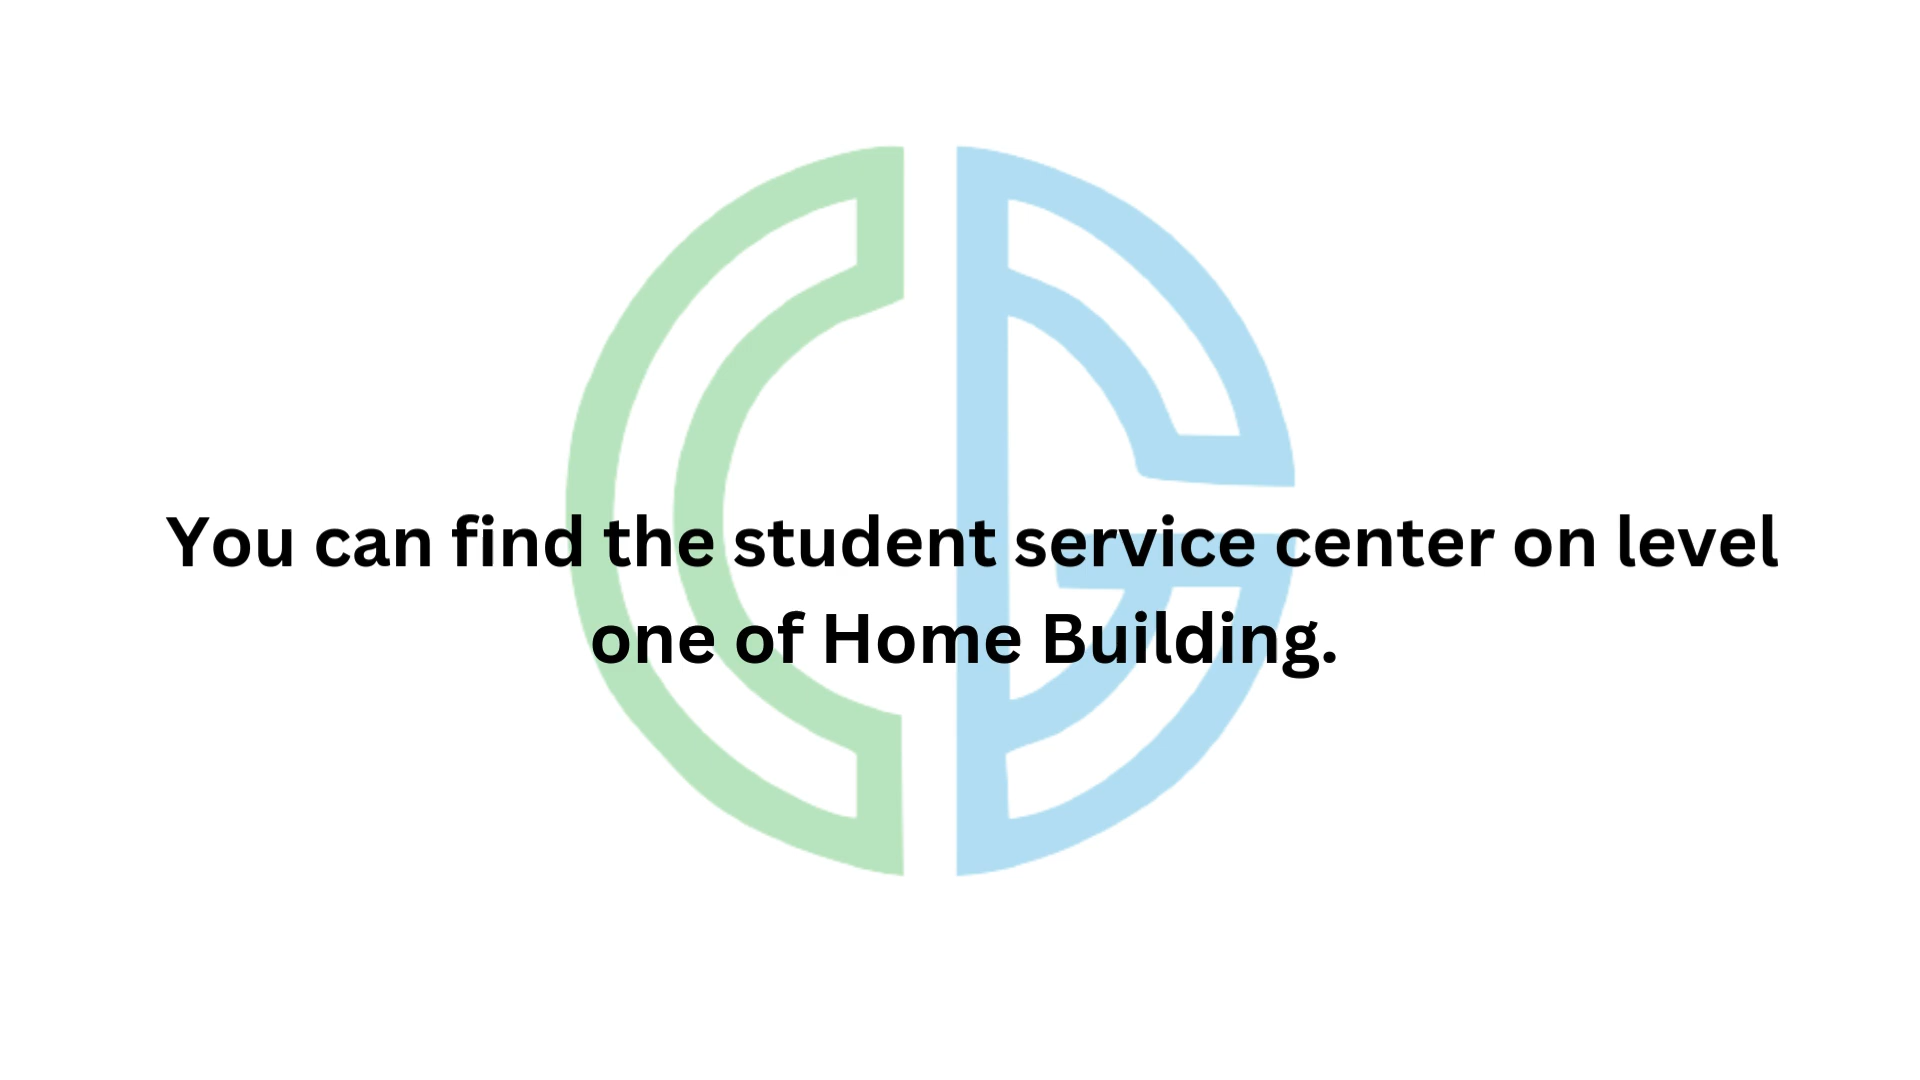 You can find the student service center on level
one of Home Building.